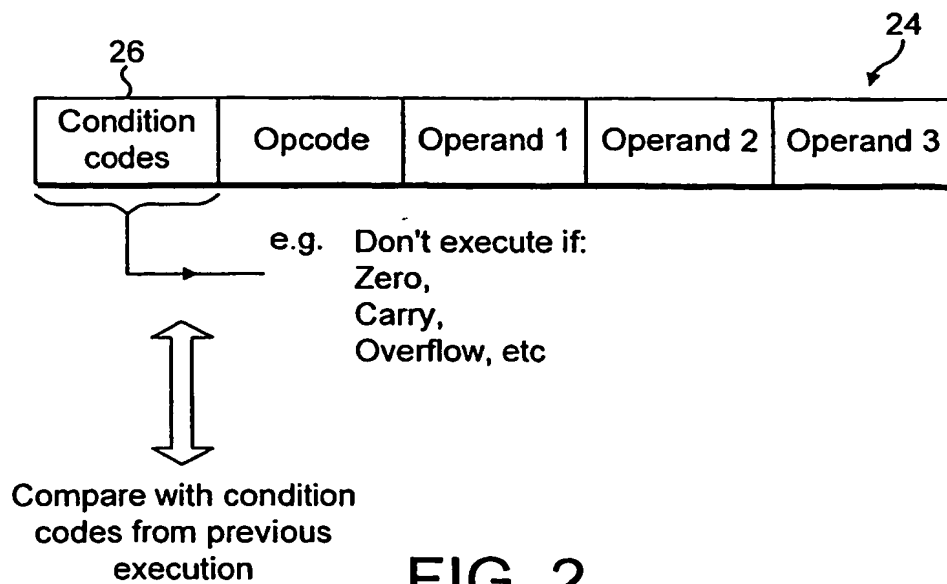 26
24
Condition
codes
Opcode
Operand 1
Operand 2
Operand 3
e.g. Don't execute if:
Zero,
Carry,
Overflow, etc
Compare with condition
codes from previous
execution
FIG. 2